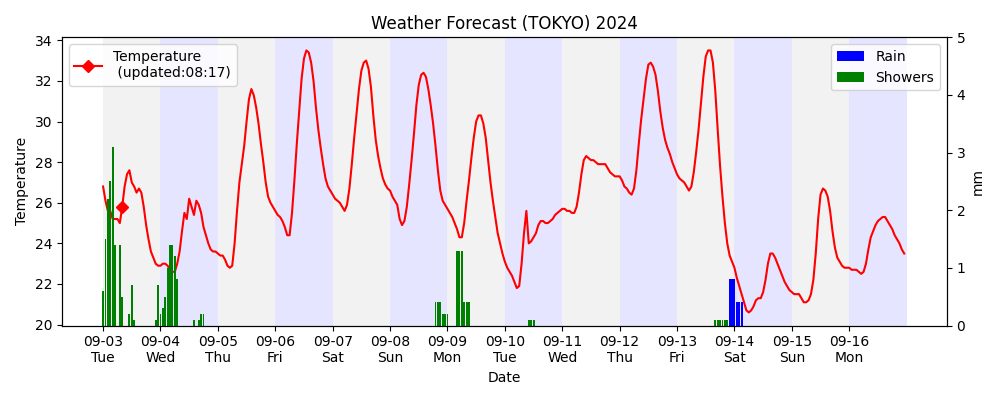 Weather Forecast (TOKYO) 2024
Temperature
(updated:08:17)
Rain
Showers
Temperature
34
32
30
28
26
24
22
20
5
4
3
2
1
0
mm
09-03 09-04 09-05 09-06 09-07 09-08 09-09 09-10 09-11 09-12 09-13 09-14 09-15 09-16
Tue Wed Thu Fri Sat Sun Mon Tue Wed Thu Fri Sat Sun Mon
Date